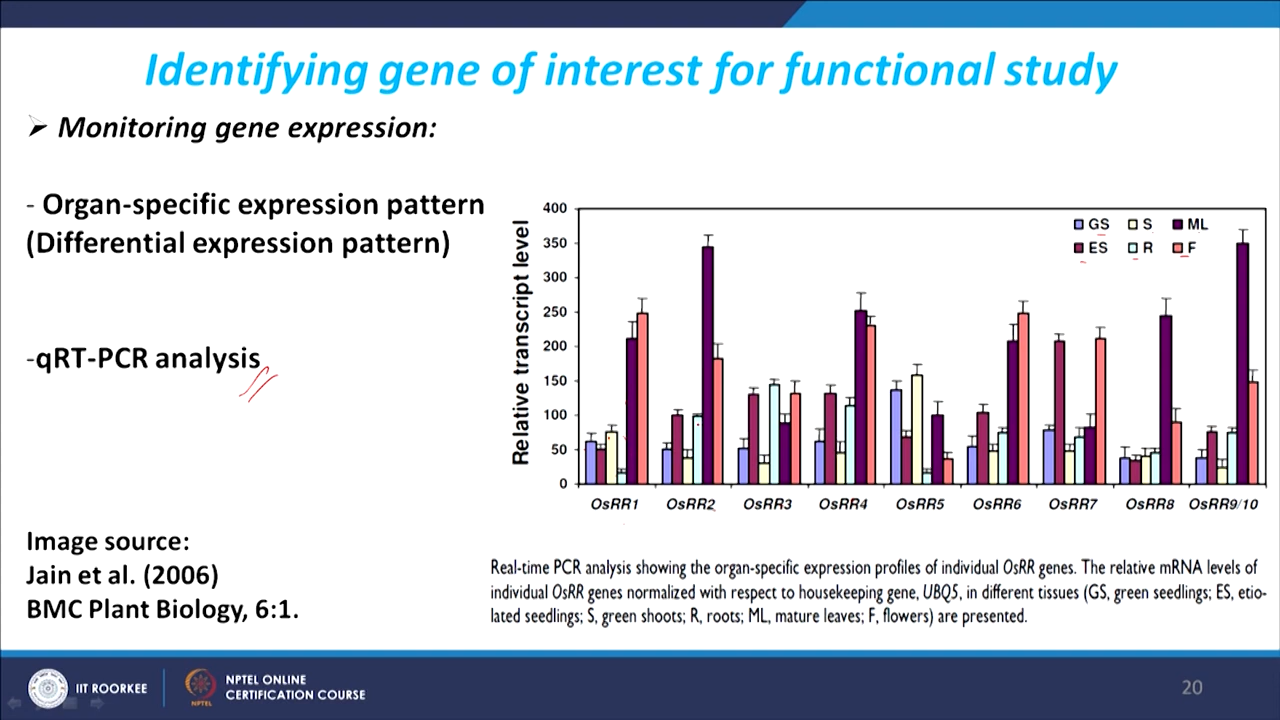 Identifying gene of interest for functional study
➢ Monitoring gene expression:
- Organ-specific expression pattern
(Differential expression pattern)
-qRT-PCR analysis
Image source:
Jain et al. (2006)
BMC Plant Biology, 6:1.
Relative transcript level
400
350
300
250
200
150
100
50
0
GS S ML
ES R F
OsRR1 OsRR2 OsRR3 OsRR4 OsRR5 OsRR6 OsRR7 OsRR8 OsRR9/10
Real-time PCR analysis showing the organ-specific expression profiles of individual OsRR genes. The relative mRNA levels of
individual OsRR genes normalized with respect to housekeeping gene, UBQ5, in different tissues (GS, green seedlings; ES, etio-
lated seedlings; S, green shoots; R, roots; ML, mature leaves; F, flowers) are presented.
IIT ROORKEE
NPTEL
NPTEL ONLINE
CERTIFICATION COURSE
20